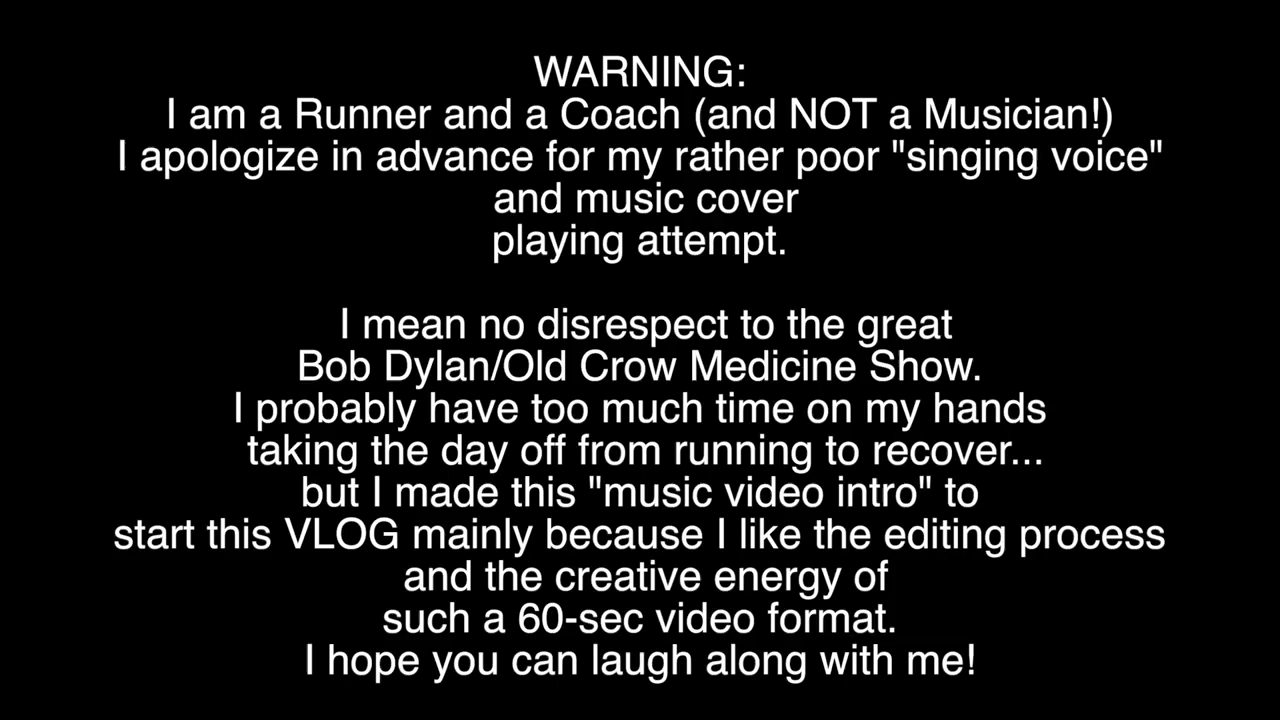 WARNING:
I am a Runner and a Coach (and NOT a Musician!)
I apologize in advance for my rather poor "singing voice"
and music cover
playing attempt.
I mean no disrespect to the great
Bob Dylan/Old Crow Medicine Show.
I probably have too much time on my hands
taking the day off from running to recover...
but I made this "music video intro" to
start this VLOG mainly because I like the editing process
and the creative energy of
such a 60-sec video format.
I hope you can laugh along with me!